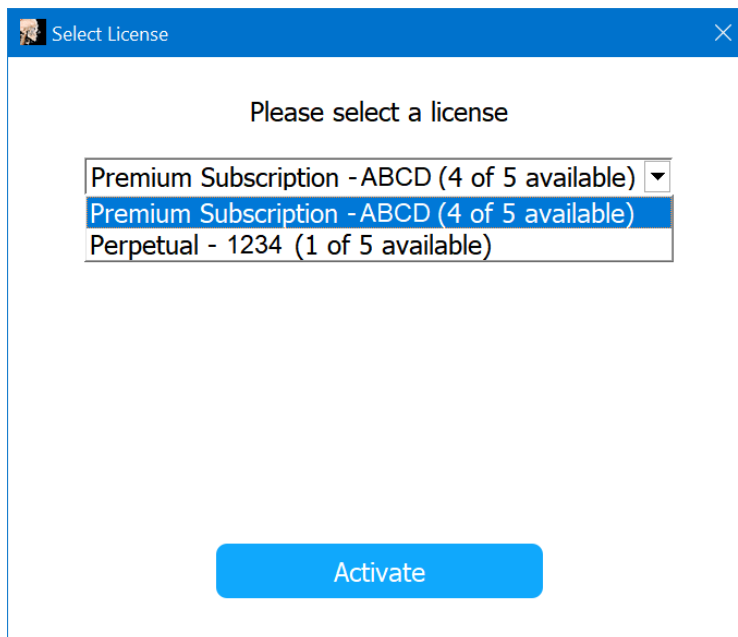 Select License
Please select a license
Premium Subscription - ABCD (4 of 5 available)
Premium Subscription - ABCD (4 of 5 available)
Perpetual - 1234 (1 of 5 available)
Activate